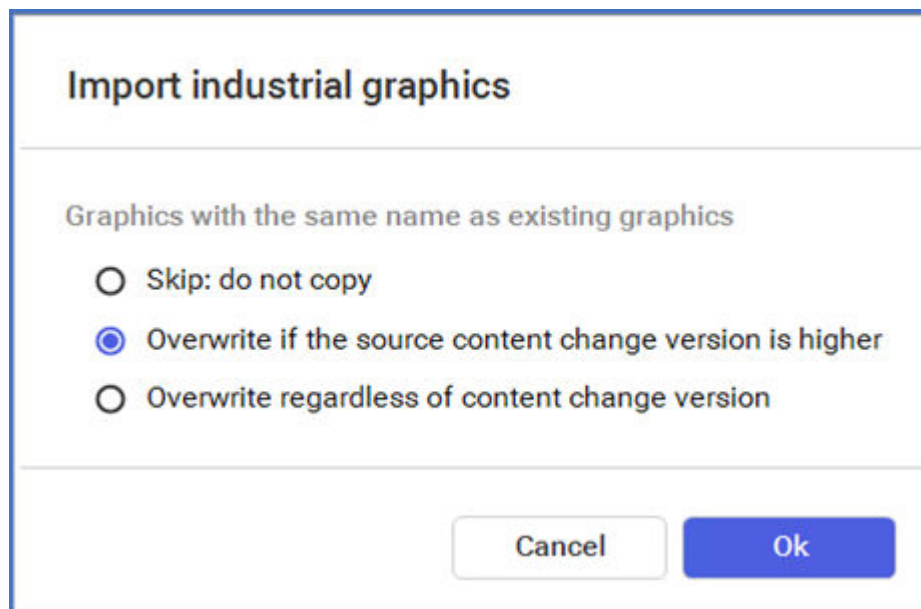 Import industrial graphics
Graphics with the same name as existing graphics
Skip: do not copy
Overwrite if the source content change version is higher
Overwrite regardless of content change version
Cancel
Ok